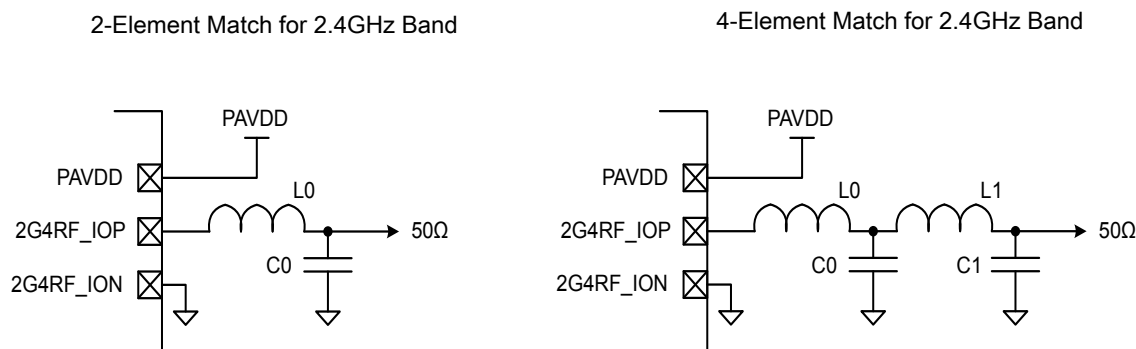 2-Element Match for 2.4GHz Band
PAVDD
PAVDD
L0
2G4RF_IOP
50Ω
C0
2G4RF_ION
4-Element Match for 2.4GHz Band
PAVDD
PAVDD
L0
L1
2G4RF_IOP
50Ω
C0
C1
2G4RF_ION